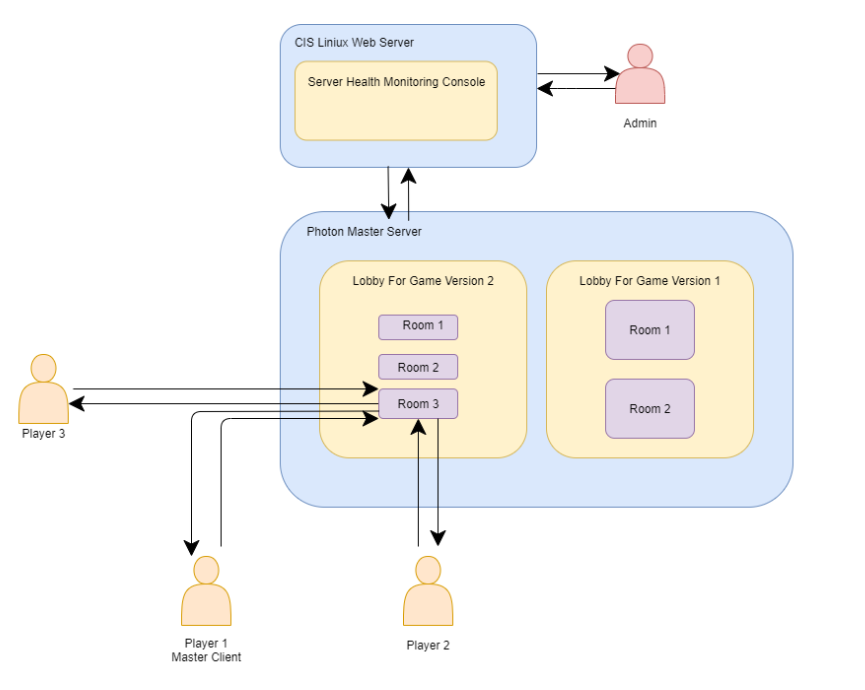 CIS Liniux Web Server
Server Health Monitoring Console
Admin
Photon Master Server
Lobby For Game Version 2
Room 1
Room 2
Room 3
Lobby For Game Version 1
Room 1
Room 2
Player 3
Player 1
Master Client
Player 2